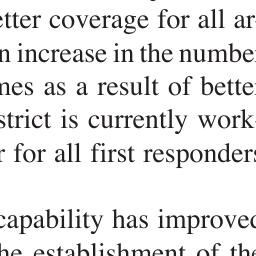 etter coverage for all ar-
n increase in the number
mes as a result of better
strict is currently work-
r for all first responders
capability has improved
he establishment of the